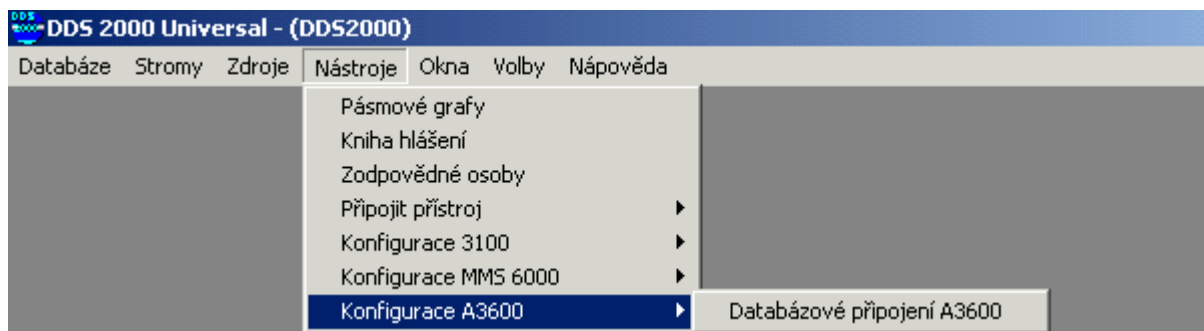 DDS 2000 Universal - (DDS2000)
Databáze Stromy Zdroje Nástroje Okna Volby Nápověda
Pásmové grafy
Kniha hlášení
Zodpovědné osoby
Připojit přístroj
Konfigurace 3100
Konfigurace MMS 6000
Konfigurace A3600 Databázové připojení A3600